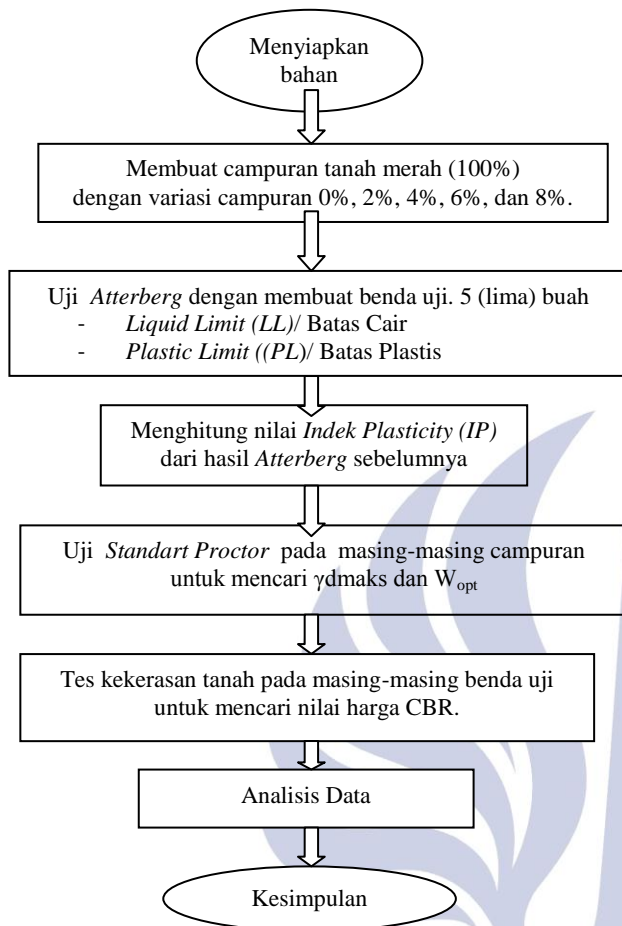 Menyiapkan
bahan
Membuat campuran tanah merah (100%)
dengan variasi campuran 0%, 2%, 4%, 6%, dan 8%.
Uji Atterberg dengan membuat benda uji. 5 (lima) buah
- Liquid Limit (LL)/ Batas Cair
- Plastic Limit ((PL)/ Batas Plastis
Menghitung nilai Indek Plasticity (IP)
dari hasil Atterberg sebelumnya
Uji Standart Proctor pada masing-masing campuran
untuk mencari γdmaks dan Wopt
Tes kekerasan tanah pada masing-masing benda uji
untuk mencari nilai harga CBR.
Analisis Data
Kesimpulan